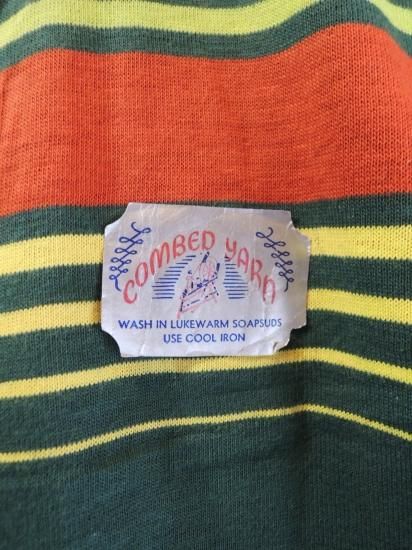 COMBED YARN
WASH IN LUKEWARM SOAPSUDS
USE COOL IRON